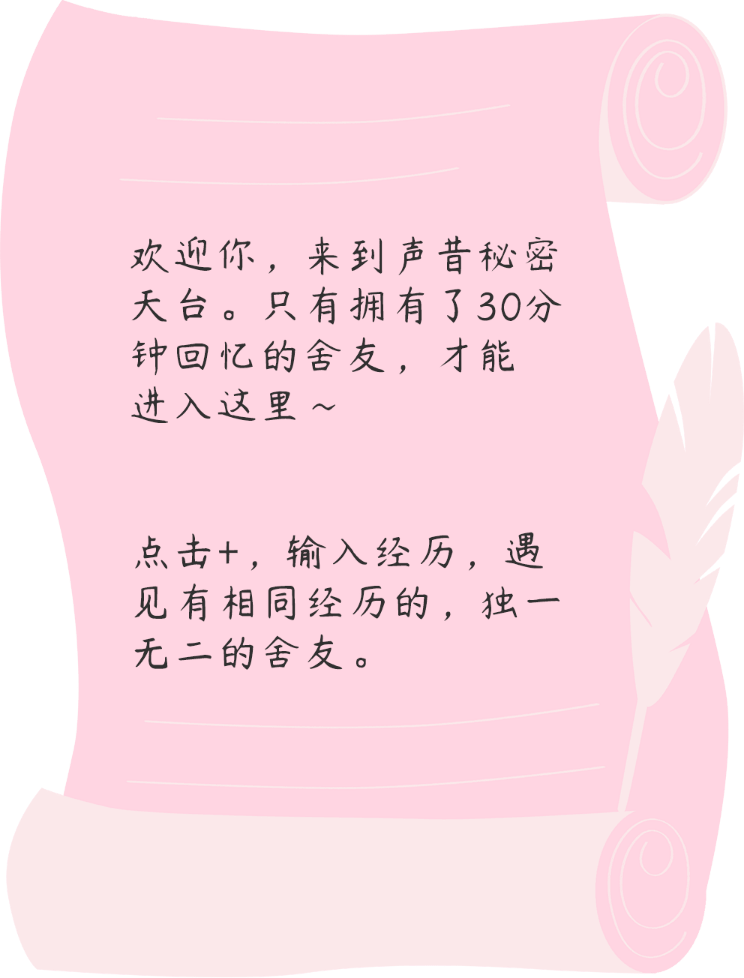 欢迎你，来到声昔秘密
天台。只有拥有了30分
钟回忆的舍友，才能
进入这里～
点击+，输入经历，遇
见有相同经历的，独一
无二的舍友。